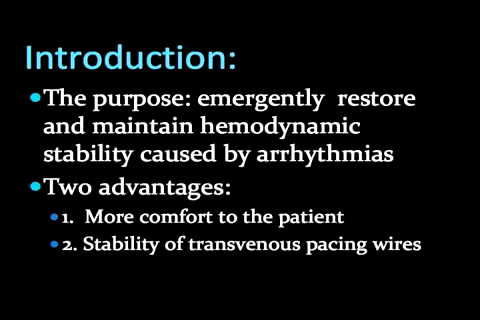 Introduction:
The purpose: emergently restore
and maintain hemodynamic
stability caused by arrhythmias
Two advantages:
1. More comfort to the patient
2. Stability of transvenous pacing wires